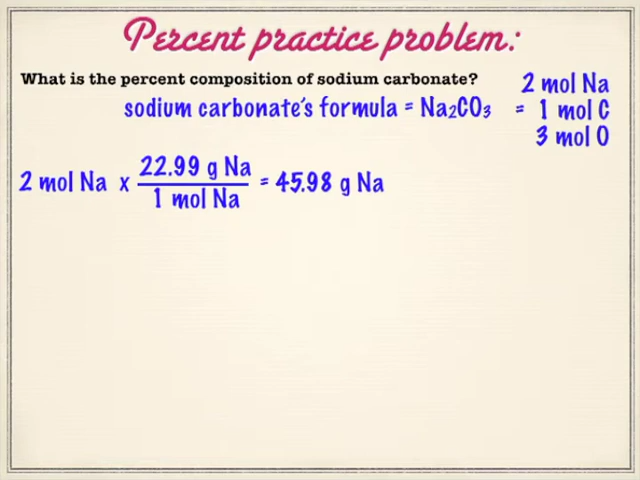 Percent practice problem:
What is the percent composition of sodium carbonate?
sodium carbonate's formula = Na2CO3 = 2 mol Na
1 mol C
3 mol O
2 mol Na x 22.99 g Na / 1 mol Na = 45.98 g Na